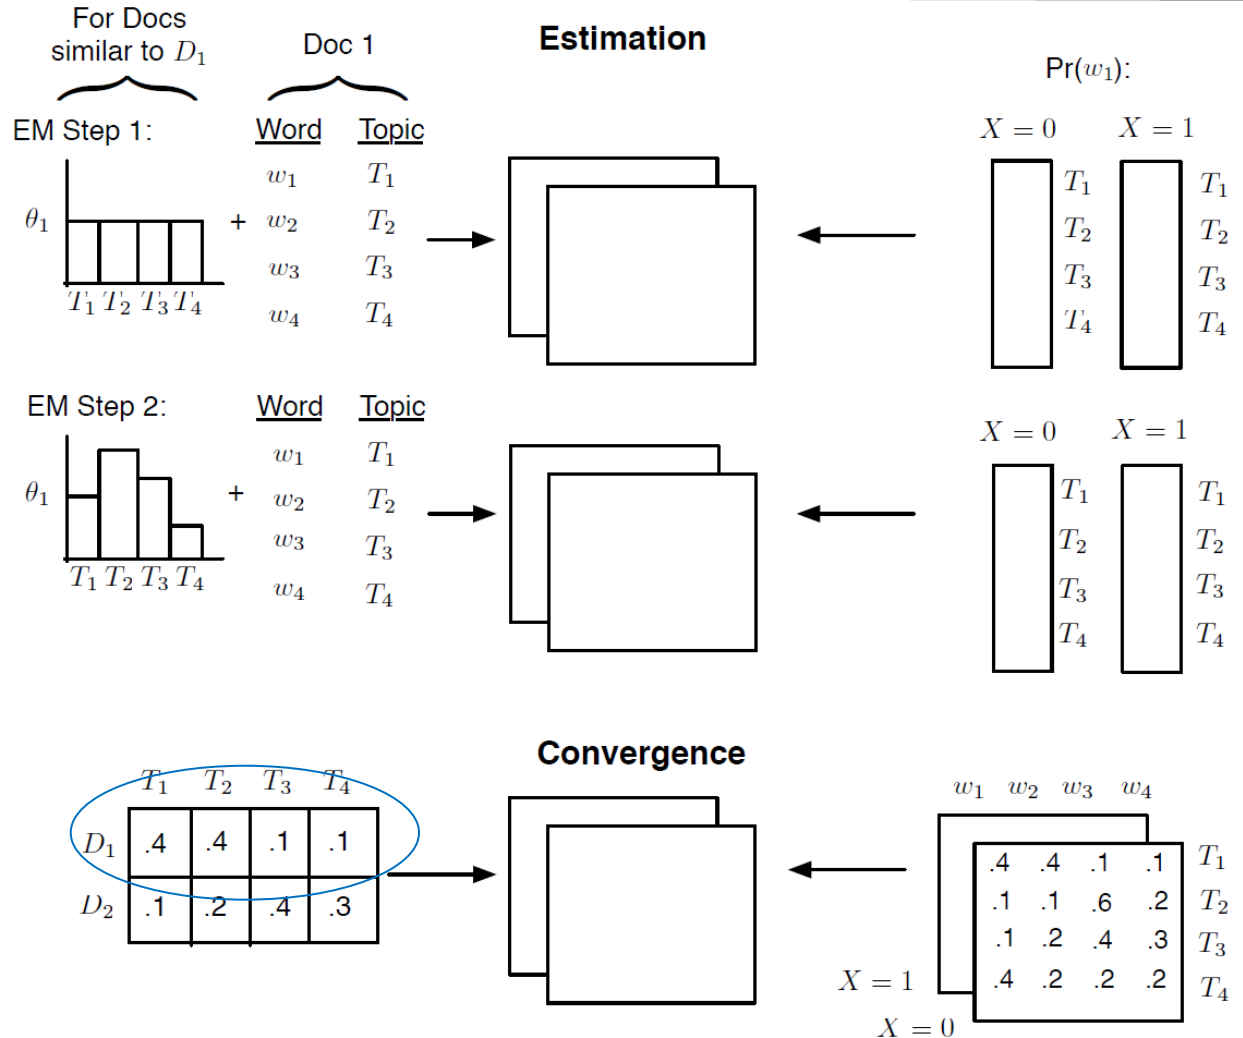 For Docs
similar to D₁
Doc 1
Estimation
Pr(w₁):
EM Step 1:
Word Topic
X = 0 X = 1
θ₁
+
w₁ T₁
w₂ T₂
w₃ T₃
w₄ T₄
T₁ T₂ T₃ T₄
T₁ T₁
T₂ T₂
T₃ T₃
T₄ T₄
EM Step 2:
Word Topic
X = 0 X = 1
θ₁
+
w₁ T₁
w₂ T₂
w₃ T₃
w₄ T₄
T₁ T₂ T₃ T₄
T₁ T₁
T₂ T₂
T₃ T₃
T₄ T₄
Convergence
T₁ T₂ T₃ T₄
D₁ .4 .4 .1 .1
D₂ .1 .2 .4 .3
w₁ w₂ w₃ w₄
.4 .4 .1 .1 T₁
.1 .1 .6 .2 T₂
.1 .2 .4 .3 T₃
.4 .2 .2 .2 T₄
X = 1
X = 0